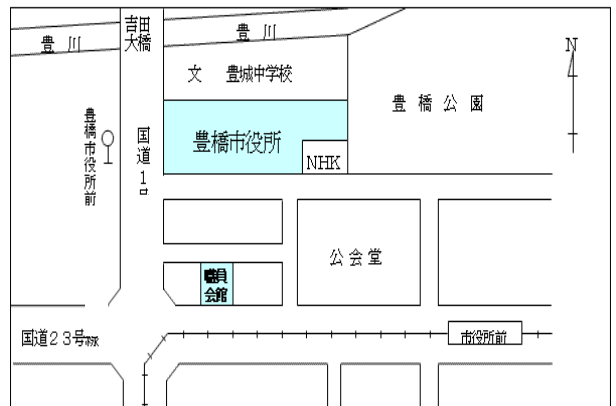 吉田
大橋
豊川
豊川
N
文 豊城中学校
豊橋公園
豊橋市役所前
国道1号
豊橋市役所
NHK
公会堂
職員
会館
国道23号
市役所前